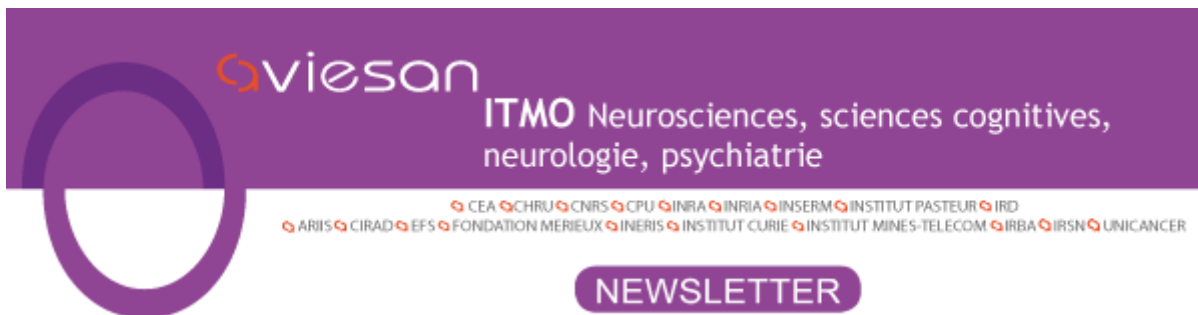 aviesan
ITMO Neurosciences, sciences cognitives,
neurologie, psychiatrie
CEA CHRU CNRS CPU INRA INRIA INSERM INSTITUT PASTEUR IRD
ARIIS CIRAD EFS FONDATION MERIEUX INERIS INSTITUT CURIE INSTITUT MINES-TELECOM IRBA IRSN UNICANCER
NEWSLETTER